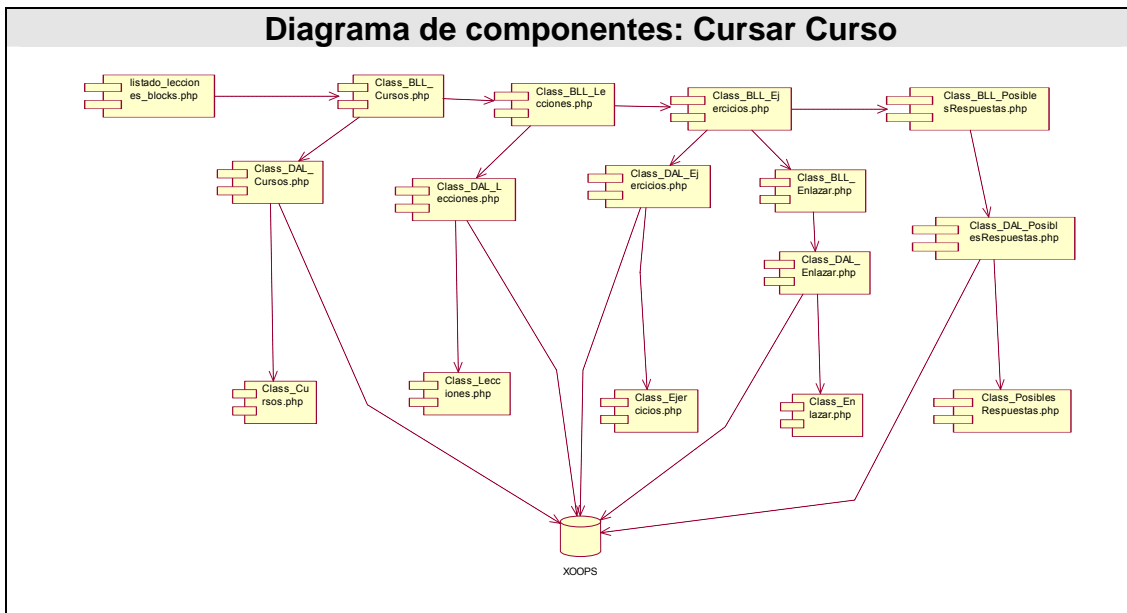 Diagrama de componentes: Cursar Curso
listado_leccion
es_blocks.php
Class_BLL_
Cursos.php
Class_BLL_Le
cciones.php
Class_BLL_Ej
ercicios.php
Class_BLL_Posible
sRespuestas.php
Class_DAL_
Cursos.php
Class_DAL_L
ecciones.php
Class_DAL_Ej
ercicios.php
Class_BLL_
Enlazar.php
Class_DAL_Posibl
esRespuestas.php
Class_DAL_
Enlazar.php
Class_Cu
rsos.php
Class_Lecc
iones.php
Class_Ejer
cicios.php
Class_En
lazar.php
Class_Posibles
Respuestas.php
XOOPS